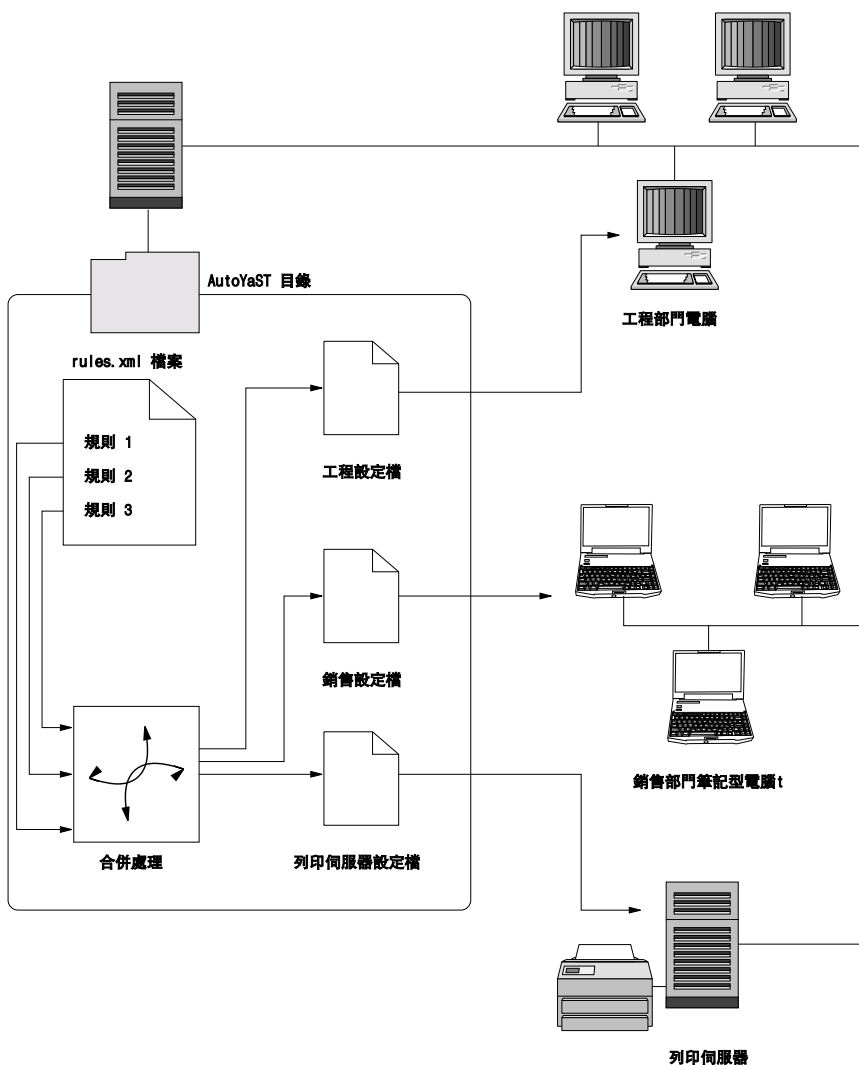 AutoYaST 目錄
工程部門電腦
rules.xml 檔案
規則 1
規則 2
規則 3
工程設定檔
銷售設定檔
銷售部門筆記型電腦t
合併處理
列印伺服器設定檔
列印伺服器